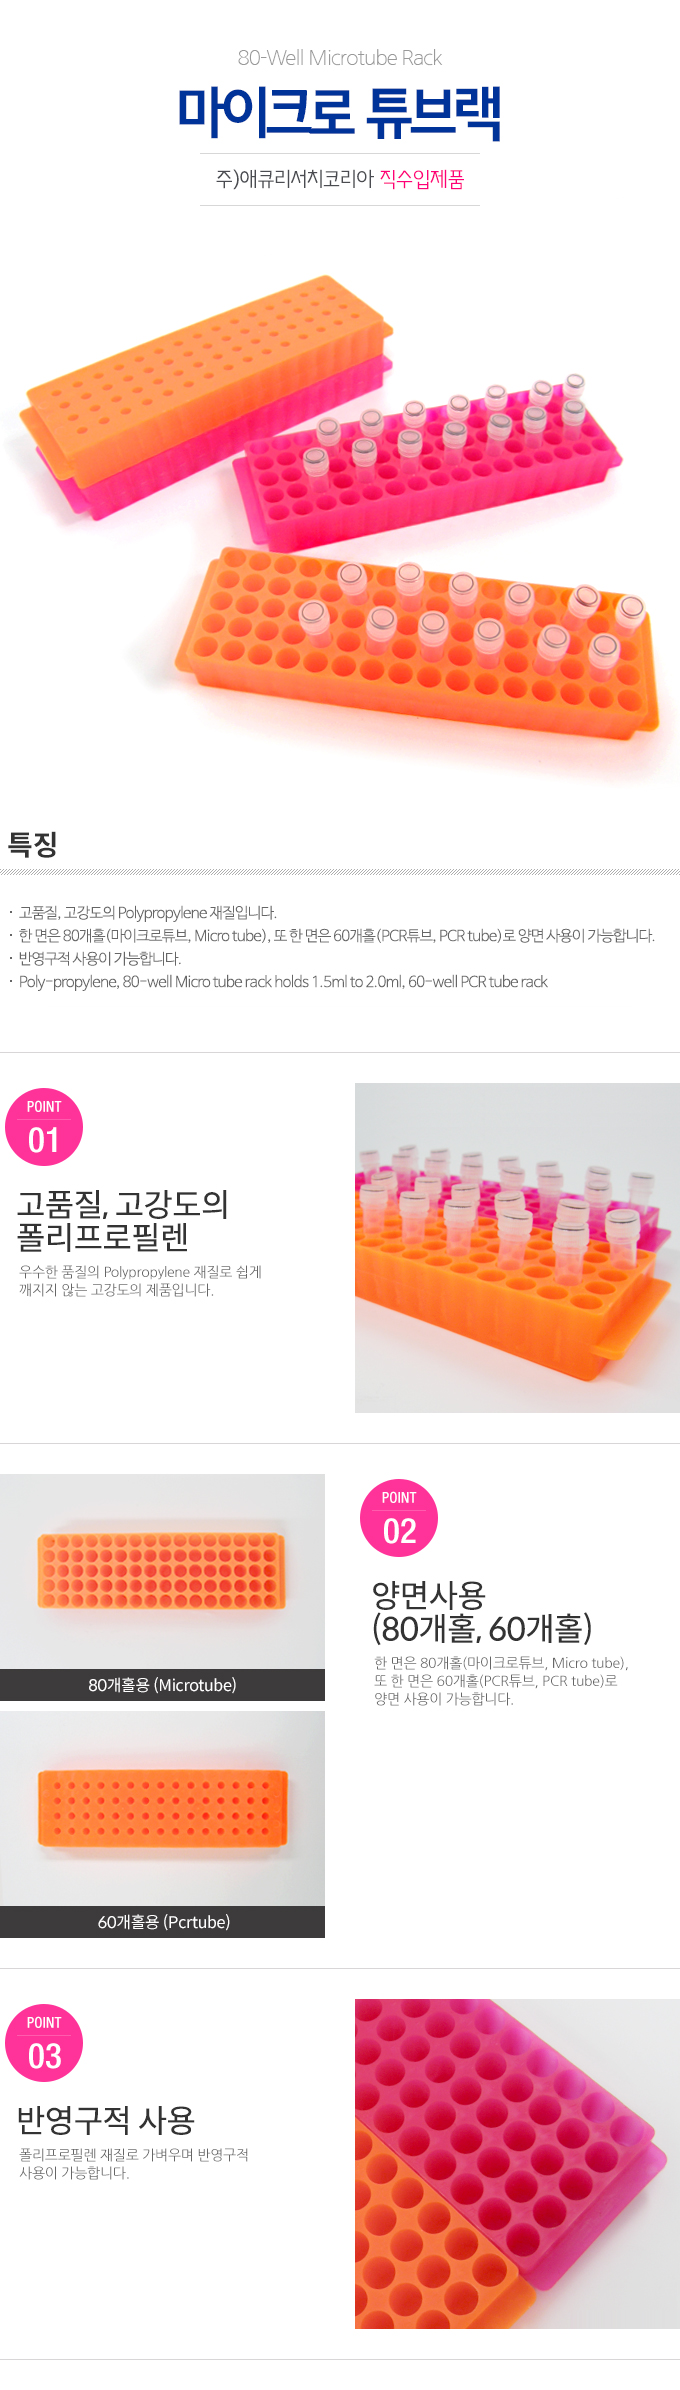 80-Well Microtube Rack
마이크로 튜브랙
주)애큐리서치코리아 직수입제품
특징
· 고품질, 고강도의 Polypropylene 재질입니다.
· 한 면은 80개홀(마이크로튜브, Micro tube), 또 한 면은 60개홀(PCR튜브, PCR tube)로 양면 사용이 가능합니다.
· 반영구적 사용이 가능합니다.
· Poly-propylene, 80-well Micro tube rack holds 1.5ml to 2.0ml, 60-well PCR tube rack
POINT
01
고품질, 고강도의
폴리프로필렌
우수한 품질의 Polypropylene 재질로 쉽게
깨지지 않는 고강도의 제품입니다.
80개홀용 (Microtube)
60개홀용 (Pcrtube)
POINT
02
양면사용
(80개홀, 60개홀)
한 면은 80개홀(마이크로튜브, Micro tube),
또 한 면은 60개홀(PCR튜브, PCR tube)로
양면 사용이 가능합니다.
POINT
03
반영구적 사용
폴리프로필렌 재질로 가벼우며 반영구적
사용이 가능합니다.